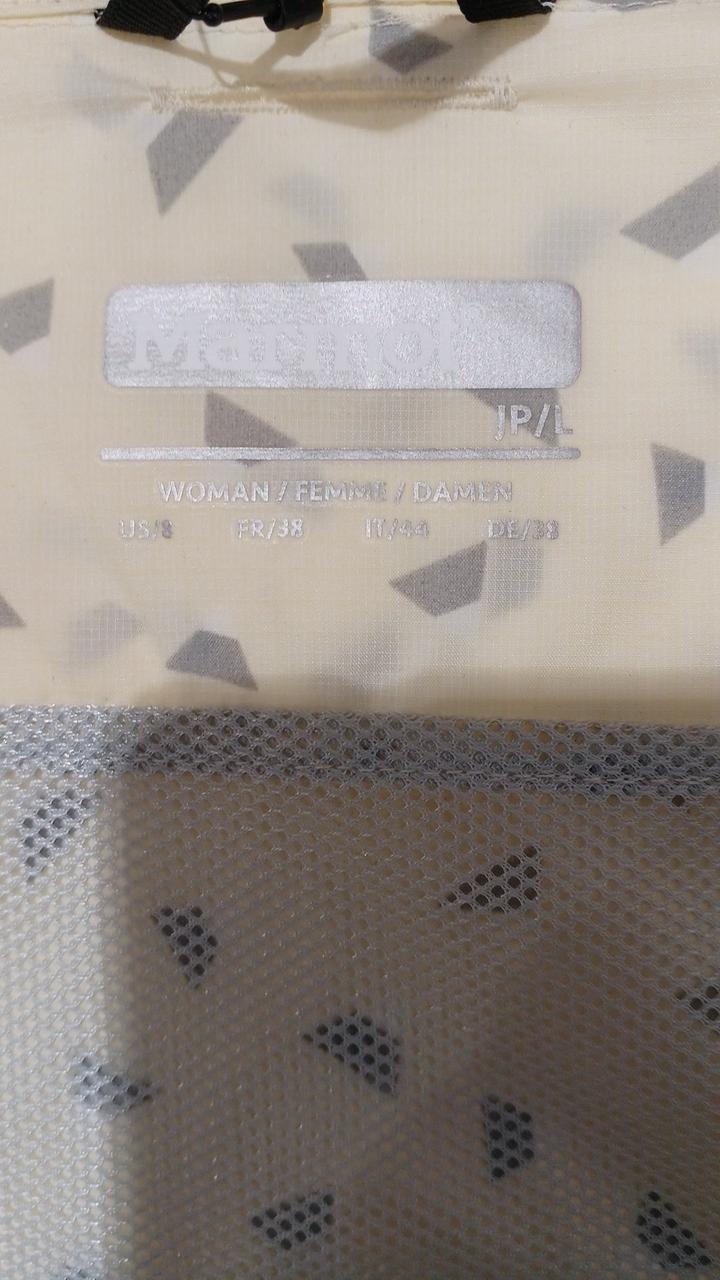 Marmot
JP/L
WOMAN / FEMME / DAMEN
US/8 FR/38 IT/44 DE/38